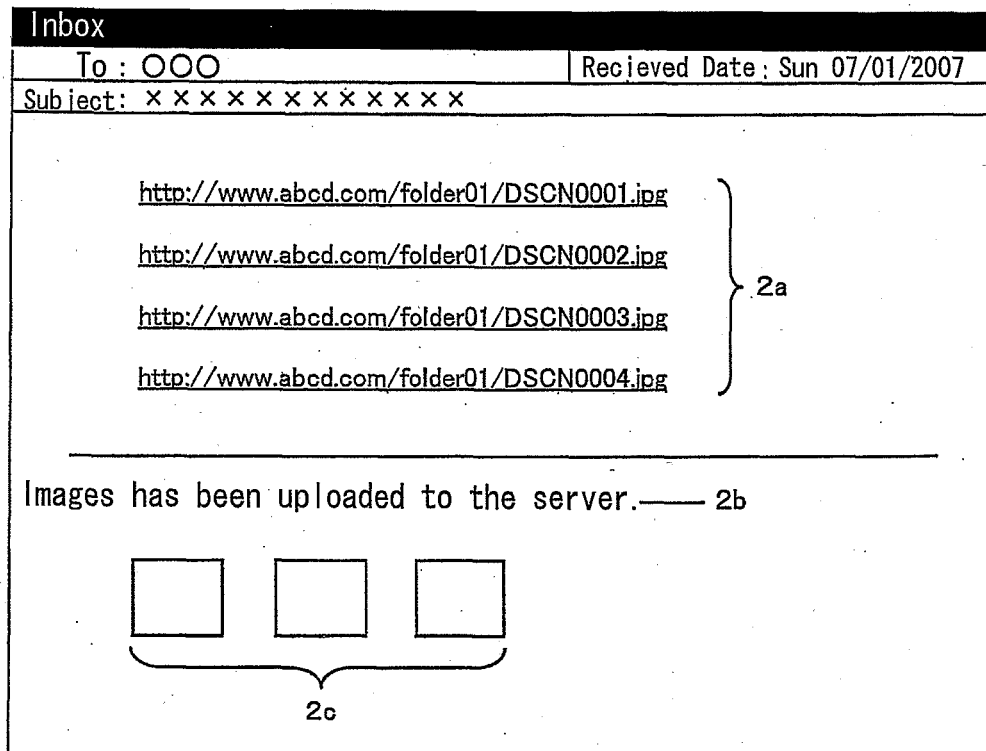 Inbox
To : ○○○ Recieved Date : Sun 07/01/2007
Subject: ×××××××××××× 
http://www.abcd.com/folder01/DSCN0001.jpg
http://www.abcd.com/folder01/DSCN0002.jpg
http://www.abcd.com/folder01/DSCN0003.jpg
http://www.abcd.com/folder01/DSCN0004.jpg
2a
Images has been uploaded to the server. 2b
2c